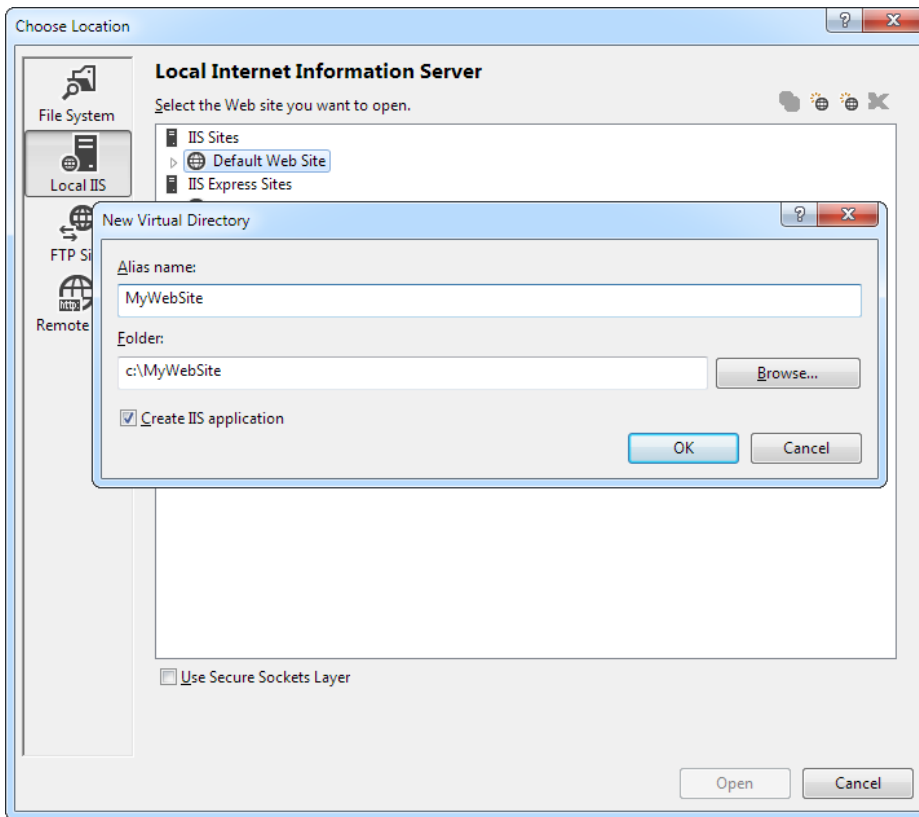 Choose Location
Local Internet Information Server
Select the Web site you want to open.
File System
Local IIS
FTP Si
Remote
IIS Sites
Default Web Site
IIS Express Sites
New Virtual Directory
Alias name:
MyWebSite
Folder:
c:\MyWebSite
Browse...
Create IIS application
OK
Cancel
Use Secure Sockets Layer
Open
Cancel